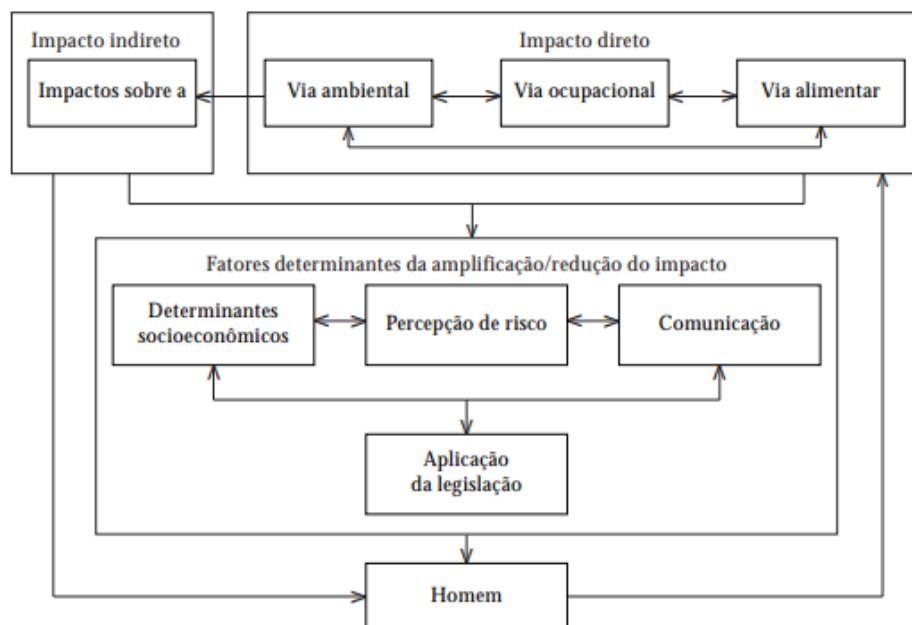 Impacto indireto
Impacto direto
Impactos sobre a
Via ambiental
Via ocupacional
Via alimentar
Fatores determinantes da amplificação/redução do impacto
Determinantes
socioeconômicos
Percepção de risco
Comunicação
Aplicação
da legislação
Homem